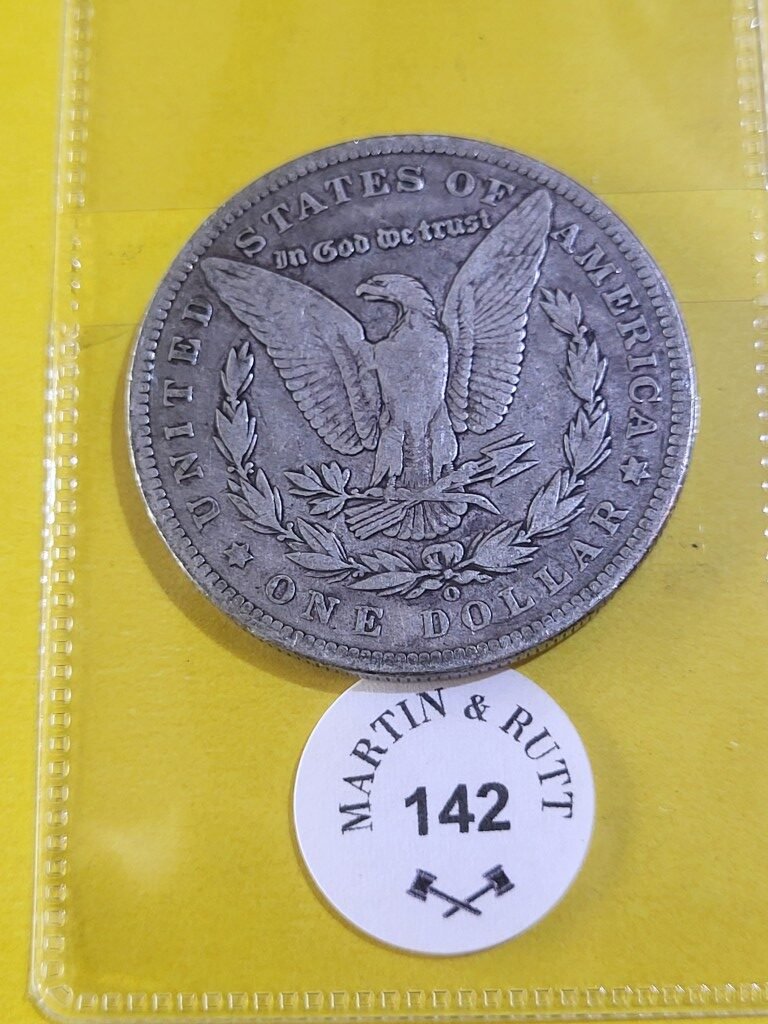 UNITED STATES OF AMERICA
In God we trust
O
ONE DOLLAR
MARTIN & RUTT
142